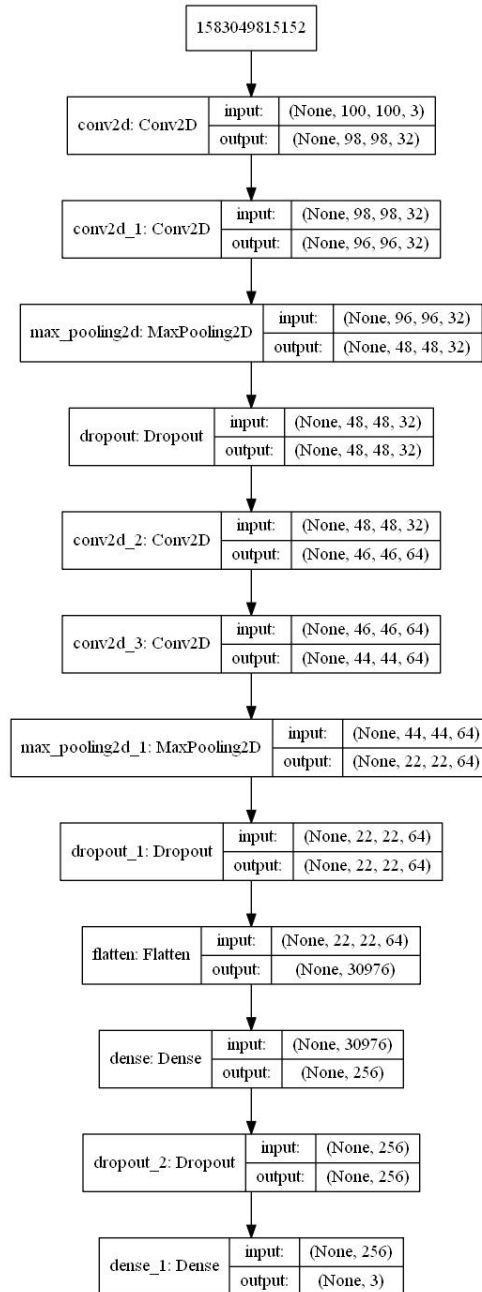 1583049815152
conv2d: Conv2D
input: (None, 100, 100, 3)
output: (None, 98, 98, 32)
conv2d_1: Conv2D
input: (None, 98, 98, 32)
output: (None, 96, 96, 32)
max_pooling2d: MaxPooling2D
input: (None, 96, 96, 32)
output: (None, 48, 48, 32)
dropout: Dropout
input: (None, 48, 48, 32)
output: (None, 48, 48, 32)
conv2d_2: Conv2D
input: (None, 48, 48, 32)
output: (None, 46, 46, 64)
conv2d_3: Conv2D
input: (None, 46, 46, 64)
output: (None, 44, 44, 64)
max_pooling2d_1: MaxPooling2D
input: (None, 44, 44, 64)
output: (None, 22, 22, 64)
dropout_1: Dropout
input: (None, 22, 22, 64)
output: (None, 22, 22, 64)
flatten: Flatten
input: (None, 22, 22, 64)
output: (None, 30976)
dense: Dense
input: (None, 30976)
output: (None, 256)
dropout_2: Dropout
input: (None, 256)
output: (None, 256)
dense_1: Dense
input: (None, 256)
output: (None, 3)